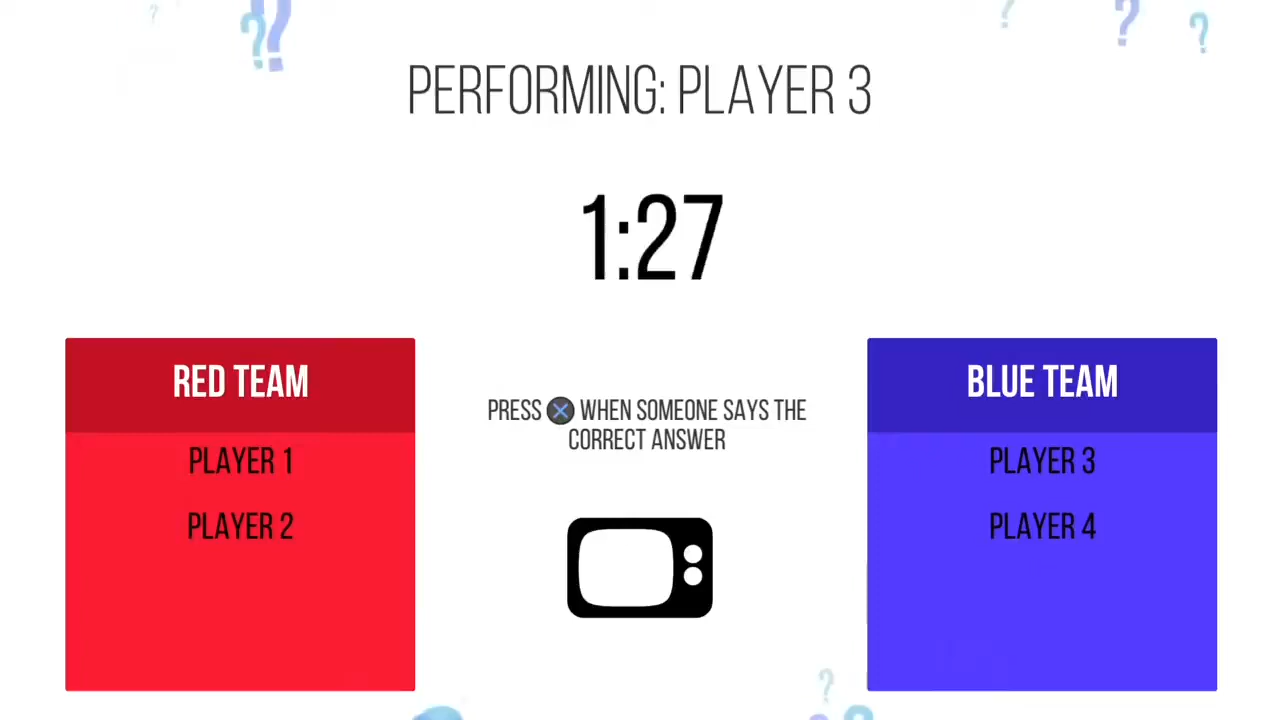 PERFORMING: PLAYER 3
1:27
RED TEAM
PLAYER 1
PLAYER 2
PRESS WHEN SOMEONE SAYS THE
CORRECT ANSWER
BLUE TEAM
PLAYER 3
PLAYER 4